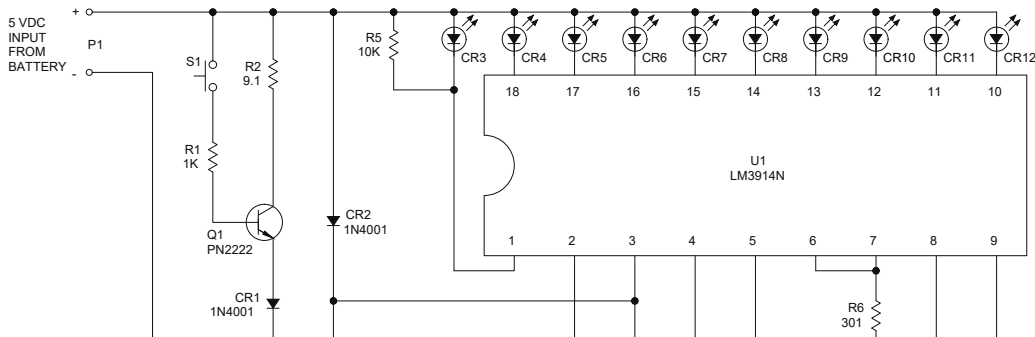 5 VDC
INPUT
FROM
BATTERY
+
P1
-
S1
R2
9.1
R1
1K
Q1
PN2222
CR1
1N4001
CR2
1N4001
R5
10K
CR3
CR4
CR5
CR6
CR7
CR8
CR9
CR10
CR11
CR12
18
17
16
15
14
13
12
11
10
U1
LM3914N
1
2
3
4
5
6
7
8
9
R6
301